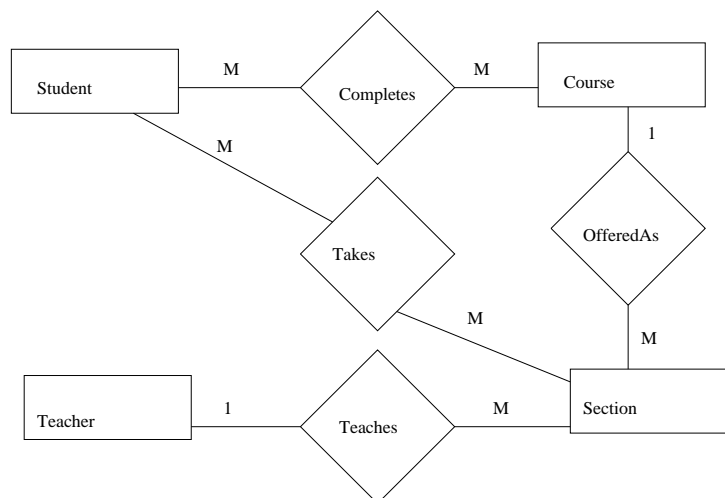 Student
M
Completes
M
Course
M
1
Takes
OfferedAs
M
M
Teacher
1
Teaches
M
Section